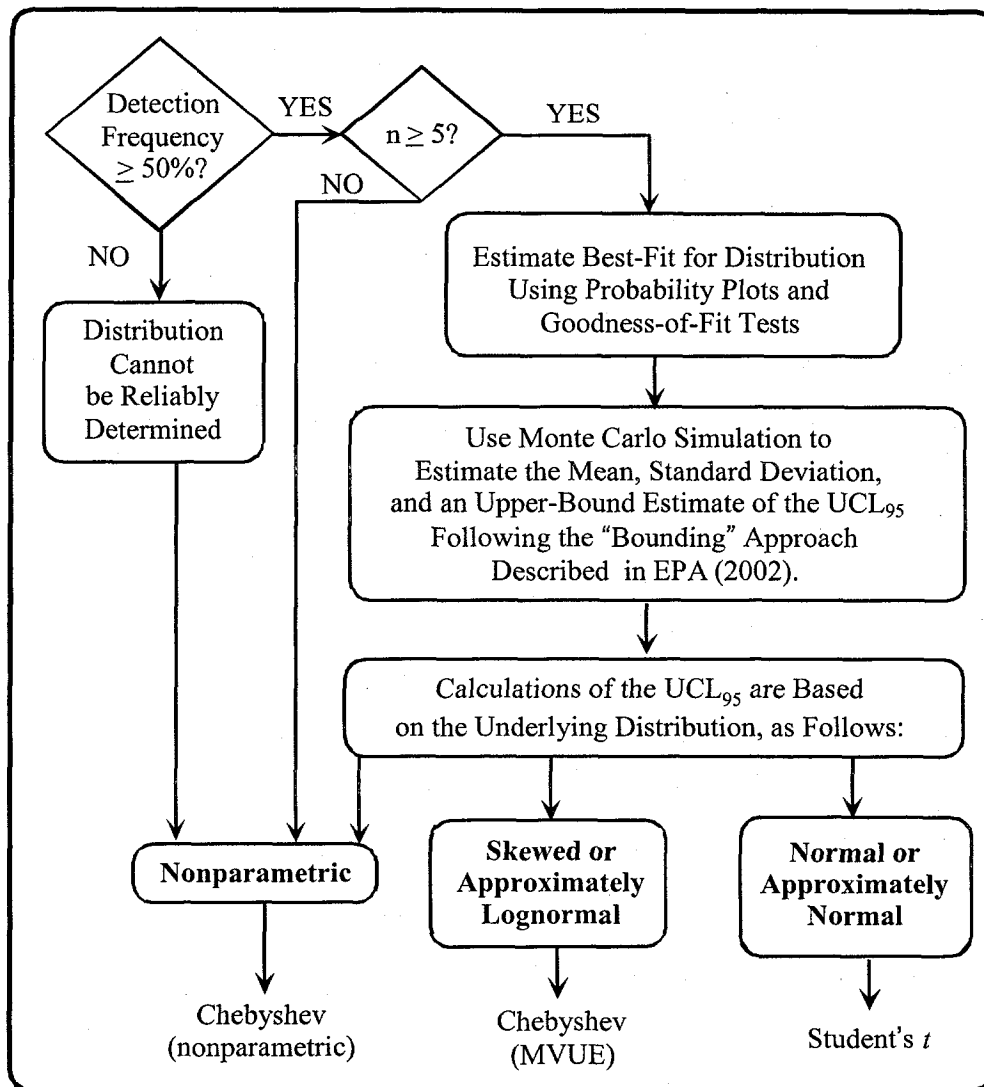 Detection
Frequency
≥ 50%?
YES
n ≥ 5?
YES
NO
NO
Estimate Best-Fit for Distribution
Using Probability Plots and
Goodness-of-Fit Tests
Distribution
Cannot
be Reliably
Determined
Use Monte Carlo Simulation to
Estimate the Mean, Standard Deviation,
and an Upper-Bound Estimate of the UCL₉₅
Following the “Bounding” Approach
Described in EPA (2002).
Calculations of the UCL₉₅ are Based
on the Underlying Distribution, as Follows:
Nonparametric
Skewed or
Approximately
Lognormal
Normal or
Approximately
Normal
Chebyshev
(nonparametric)
Chebyshev
(MVUE)
Student's t